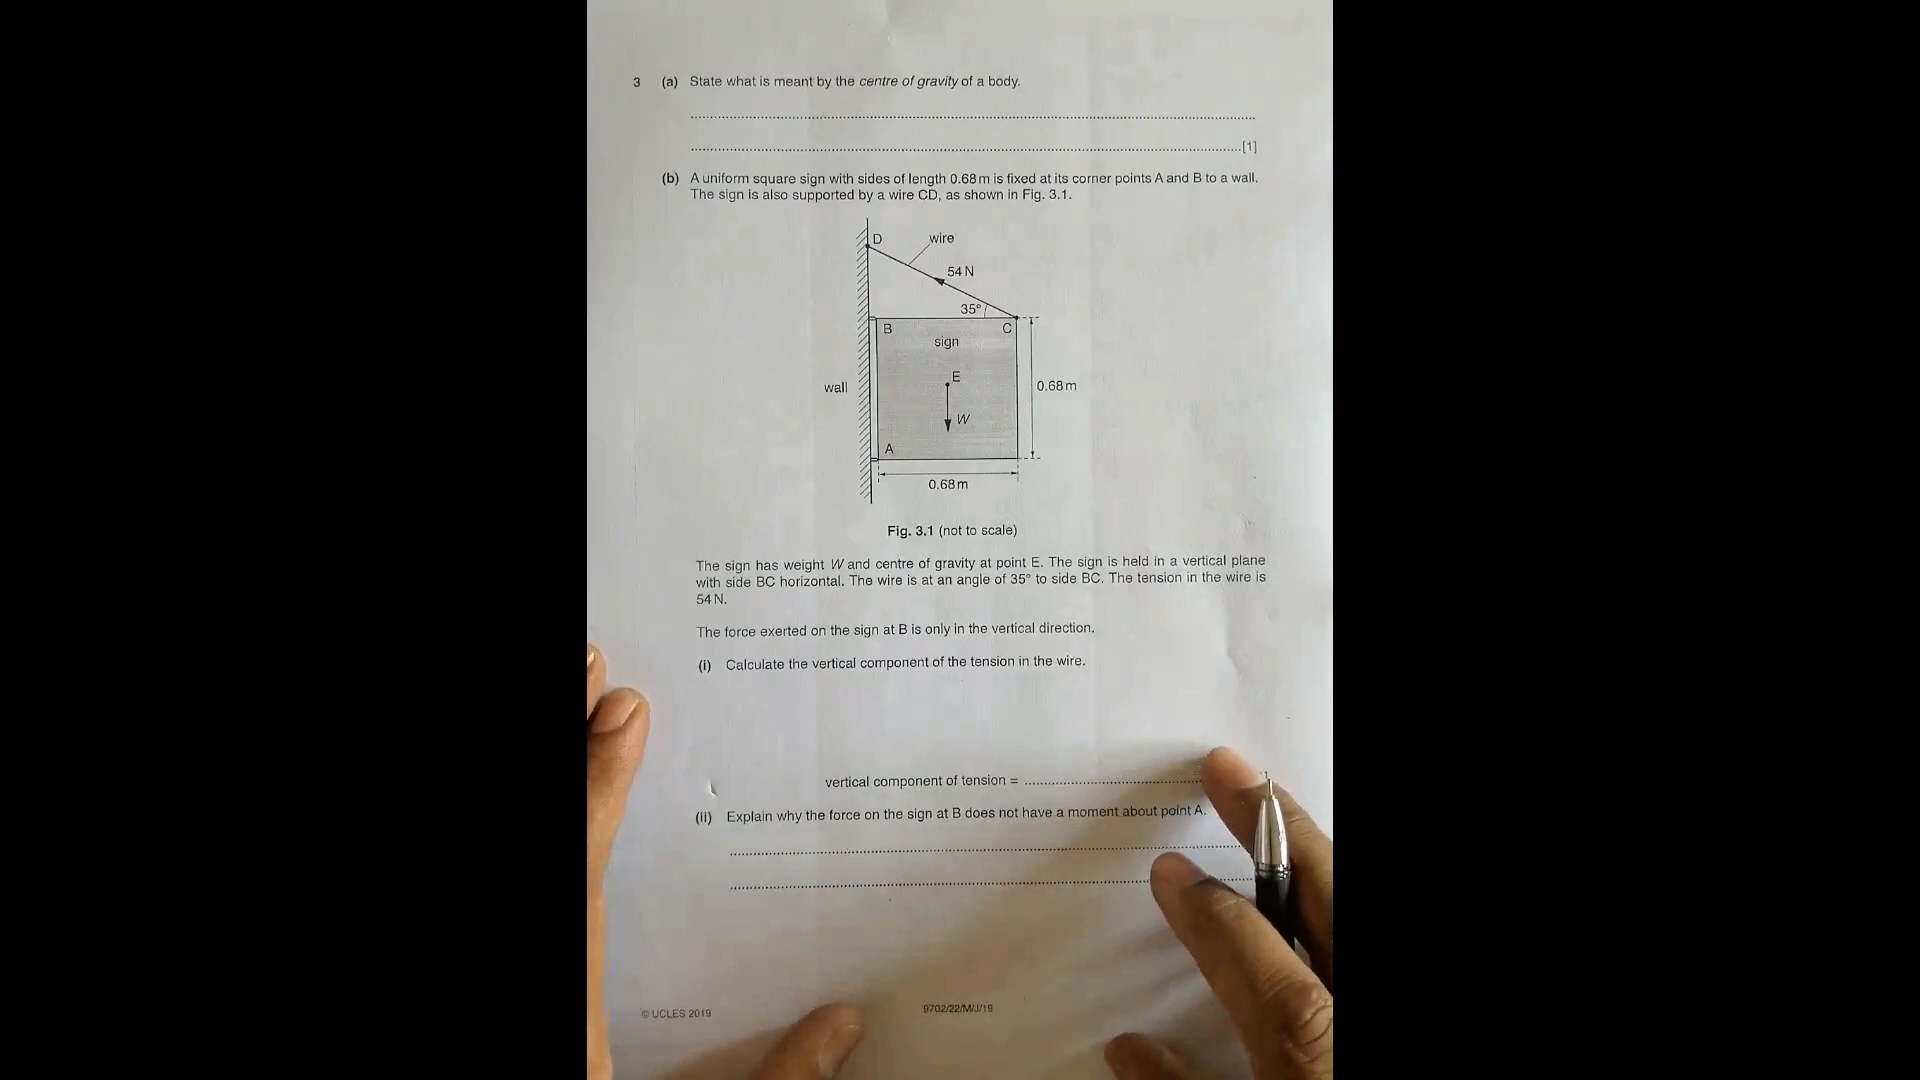 3 (a) State what is meant by the centre of gravity of a body.
[1]
(b) A uniform square sign with sides of length 0.68 m is fixed at its corner points A and B to a wall.
The sign is also supported by a wire CD, as shown in Fig. 3.1.
D
wire
54 N
35°
B
C
sign
E
wall
0.68 m
W
A
0.68 m
Fig. 3.1 (not to scale)
The sign has weight W and centre of gravity at point E. The sign is held in a vertical plane
with side BC horizontal. The wire is at an angle of 35° to side BC. The tension in the wire is
54 N.
The force exerted on the sign at B is only in the vertical direction.
(i) Calculate the vertical component of the tension in the wire.
vertical component of tension =
(ii) Explain why the force on the sign at B does not have a moment about point A.
© UCLES 2019
9702/22/M/J/19